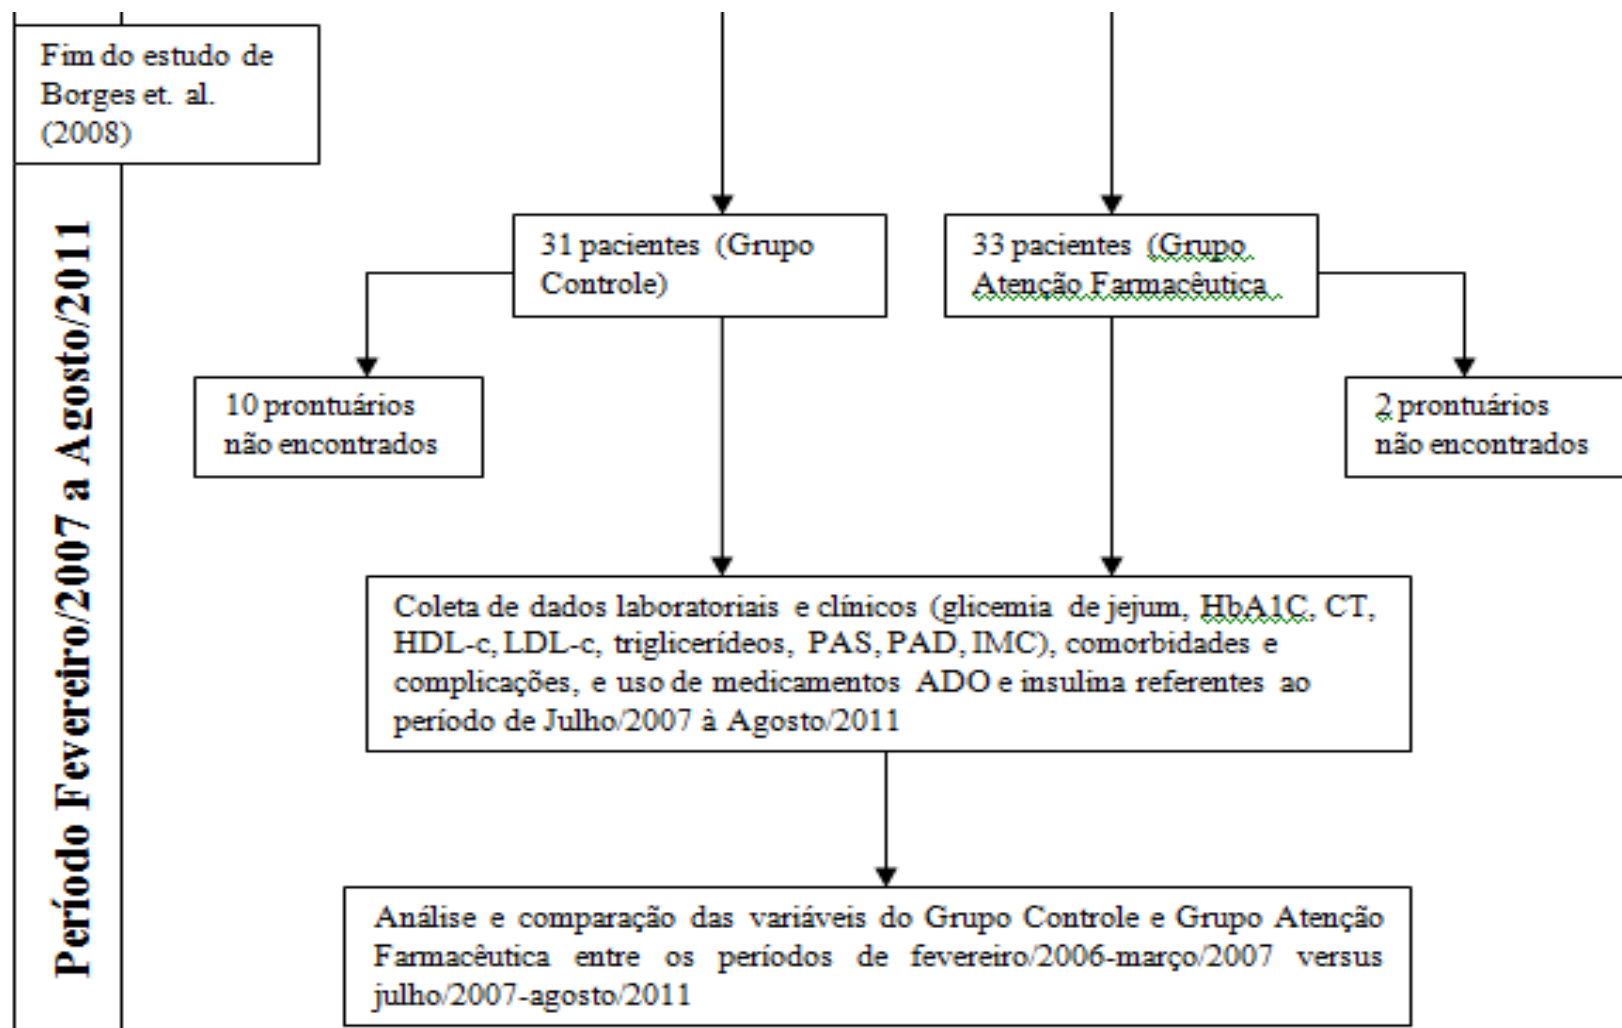 Fim do estudo de
Borges et. al.
(2008)
Período Fevereiro/2007 a Agosto/2011
31 pacientes (Grupo
Controle)
33 pacientes (Grupo
Atenção Farmacêutica
10 prontuários
não encontrados
2 prontuários
não encontrados
Coleta de dados laboratoriais e clínicos (glicemia de jejum, HbA1C, CT,
HDL-c, LDL-c, triglicerídeos, PAS, PAD, IMC), comorbidades e
complicações, e uso de medicamentos ADO e insulina referentes ao
período de Julho/2007 à Agosto/2011
Análise e comparação das variáveis do Grupo Controle e Grupo Atenção
Farmacêutica entre os períodos de fevereiro/2006-março/2007 versus
julho/2007-agosto/2011